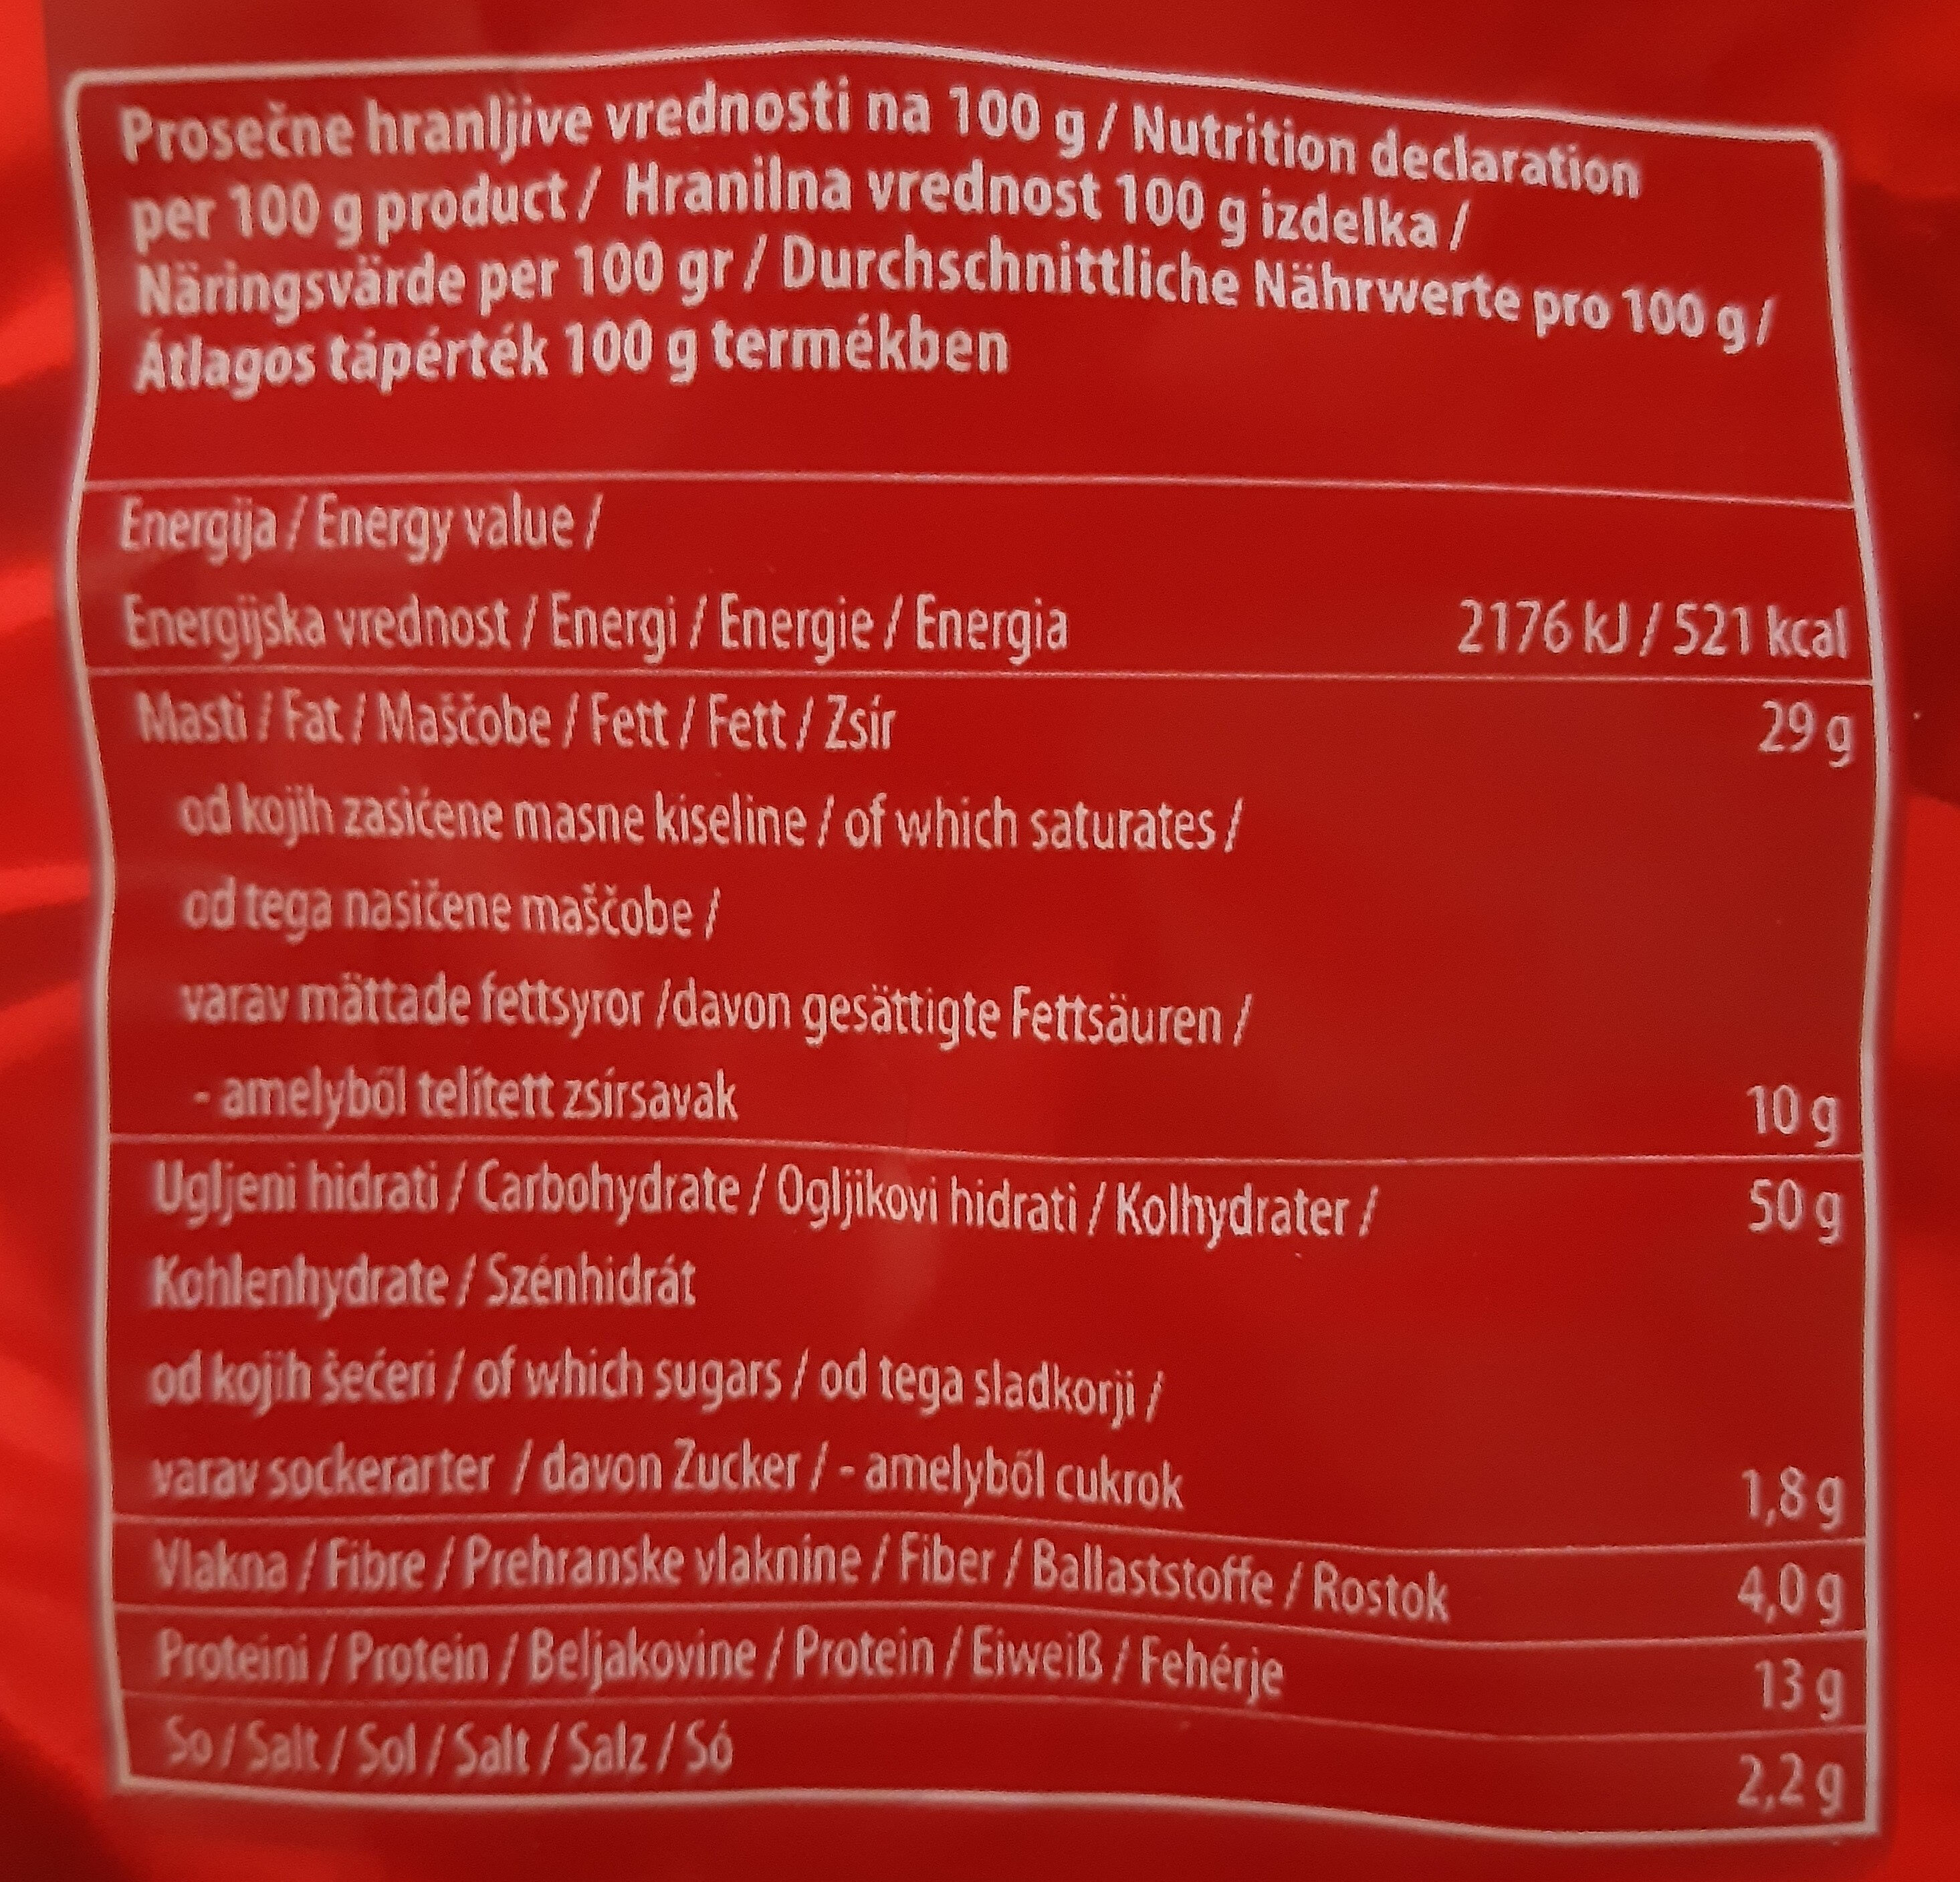 Prosečne hranljive vrednosti na 100 g / Nutrition declaration
per 100 g product / Hranilna vrednost 100 g izdelka /
Näringsvärde per 100 gr / Durchschnittliche Nährwerte pro 100 g /
Átlagos tápérték 100 g termékben
Energija / Energy value /
Energijska vrednost / Energi / Energie / Energia 2176 kJ / 521 kcal
Masti / Fat / Maščobe / Fett / Fett / Zsír 29 g
od kojih zasićene masne kiseline / of which saturates /
od tega nasičene maščobe /
varav mättade fettsyror /davon gesättigte Fettsäuren /
- amelyből telített zsírsavak 10 g
Ugljeni hidrati / Carbohydrate / Ogljikovi hidrati / Kolhydrater / 50 g
Kohlenhydrate / Szénhidrát
od kojih šećeri / of which sugars / od tega sladkorji /
varav sockerarter / davon Zucker / - amelyből cukrok 1,8 g
Vlakna / Fibre / Prehranske vlaknine / Fiber / Ballaststoffe / Rostok 4,0 g
Proteini / Protein / Beljakovine / Protein / Eiweiß / Fehérje 13 g
So / Salt / Sol / Salt / Salz / Só 2,2 g